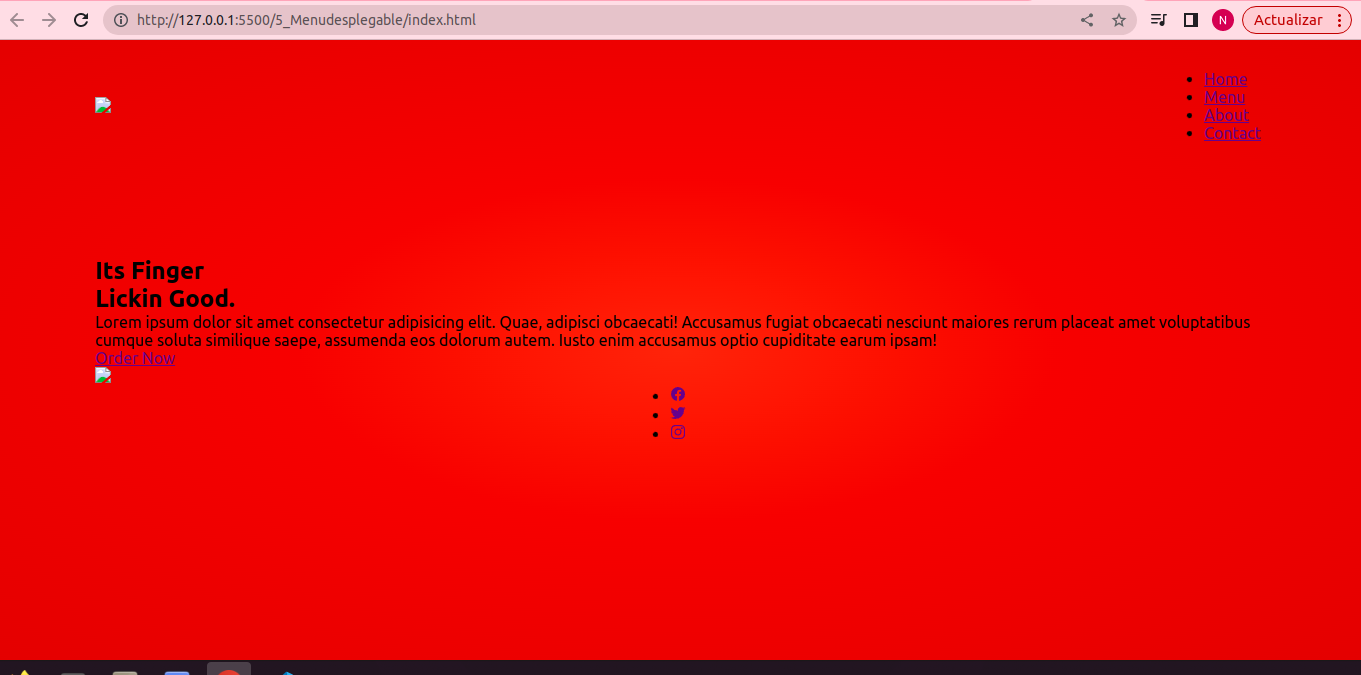 http://127.0.0.1:5500/5_Menudesplegable/index.html
N
Actualizar
Home
Menu
About
Contact
Its Finger
Lickin Good.
Lorem ipsum dolor sit amet consectetur adipisicing elit. Quae, adipisci obcaecati! Accusamus fugiat obcaecati nesciunt maiores rerum placeat amet voluptatibus
cumque soluta similique saepe, assumenda eos dolorum autem. Iusto enim accusamus optio cupiditate earum ipsam!
Order Now